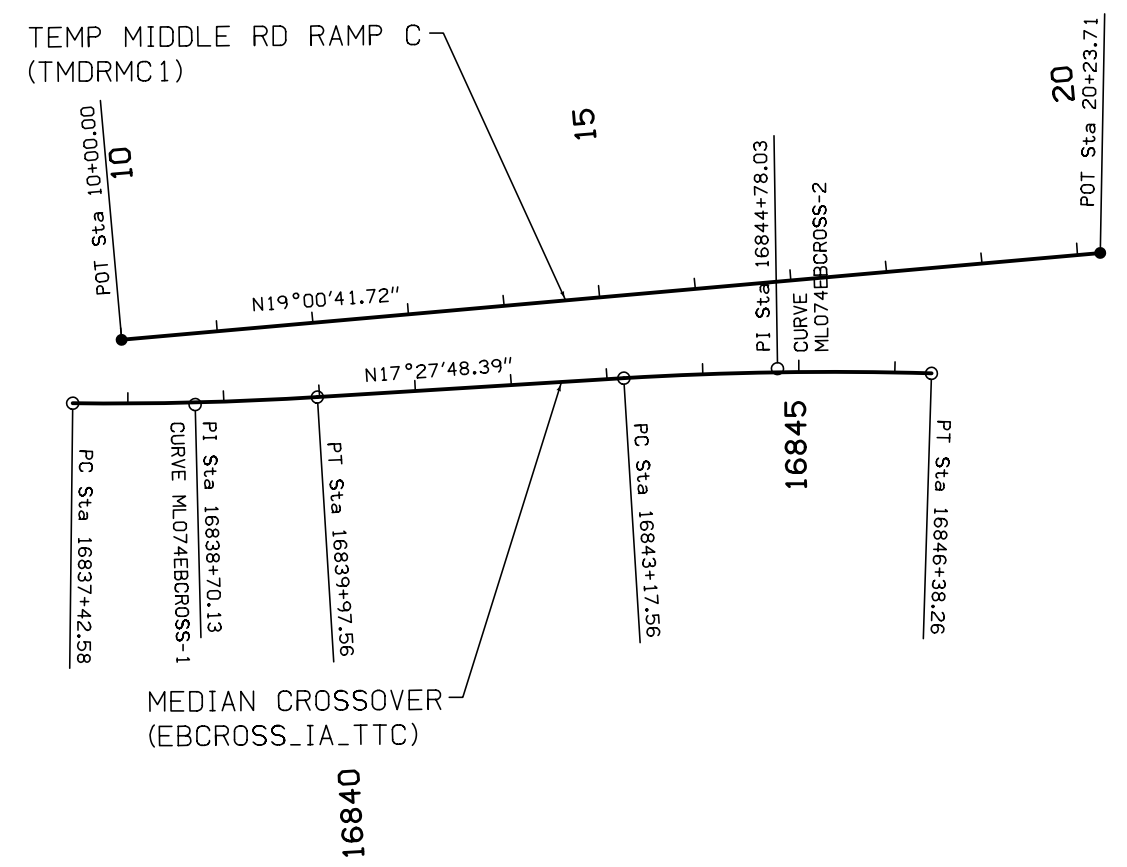 TEMP MIDDLE RD RAMP C
(TMDRMC1)
POT Sta 10+00.00
10
15
20
POT Sta 20+23.71
N19°00'41.72"
PI Sta 16844+78.03
CURVE
ML074EBCROSS-2
N17°27'48.39"
PC Sta 16837+42.58
PI Sta 16838+70.13
CURVE ML074EBCROSS-1
PT Sta 16839+97.56
PC Sta 16843+17.56
16845
PT Sta 16846+38.26
MEDIAN CROSSOVER
(EBCROSS_IA_TTC)
16840